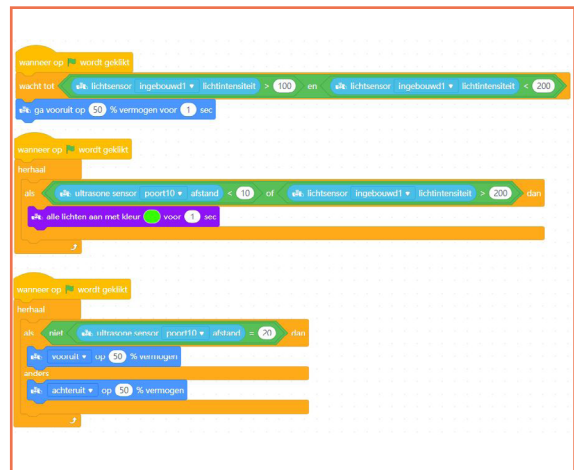 wanneer op wordt geklikt
wacht tot lichtsensor ingebouwd1 lichtintensiteit > 100 en lichtsensor ingebouwd1 lichtintensiteit < 200
ga vooruit op 50 % vermogen voor 1 sec
wanneer op wordt geklikt
herhaal
als ultrasone sensor poort10 afstand < 10 of lichtsensor ingebouwd1 lichtintensiteit > 200 dan
alle lichten aan met kleur voor 1 sec
wanneer op wordt geklikt
herhaal
als niet ultrasone sensor poort10 afstand = 20 dan
vooruit op 50 % vermogen
anders
achteruit op 50 % vermogen